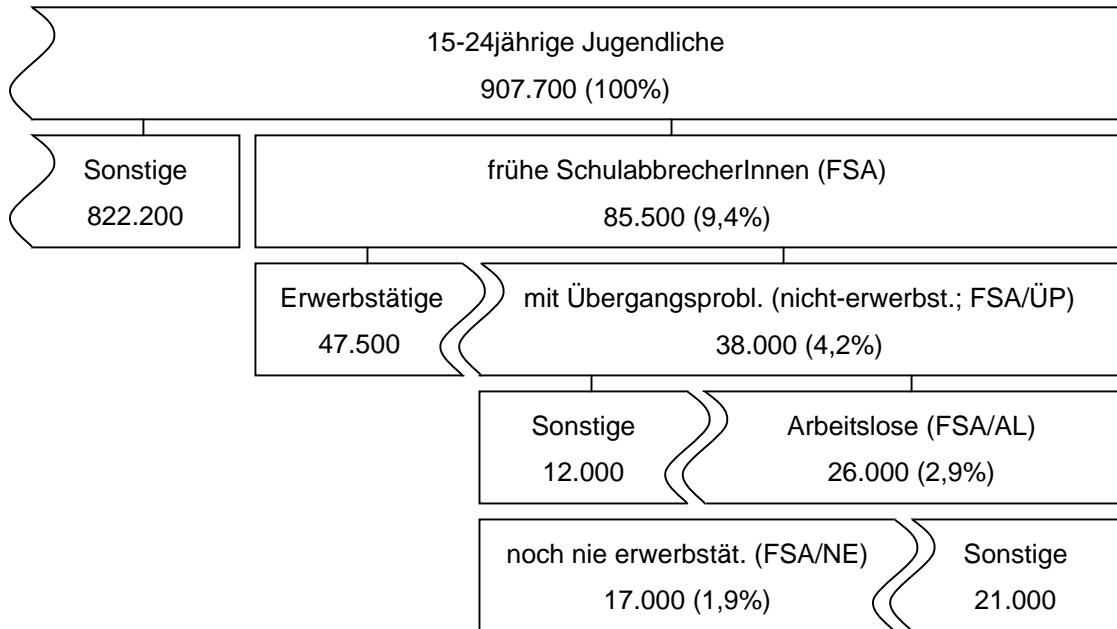 15-24jährige Jugendliche
907.700 (100%)
Sonstige
822.200
frühe SchulabbrecherInnen (FSA)
85.500 (9,4%)
Erwerbstätige
47.500
mit Übergangsprobl. (nicht-erwerbst.; FSA/ÜP)
38.000 (4,2%)
Sonstige
12.000
Arbeitslose (FSA/AL)
26.000 (2,9%)
noch nie erwerbstät. (FSA/NE)
17.000 (1,9%)
Sonstige
21.000